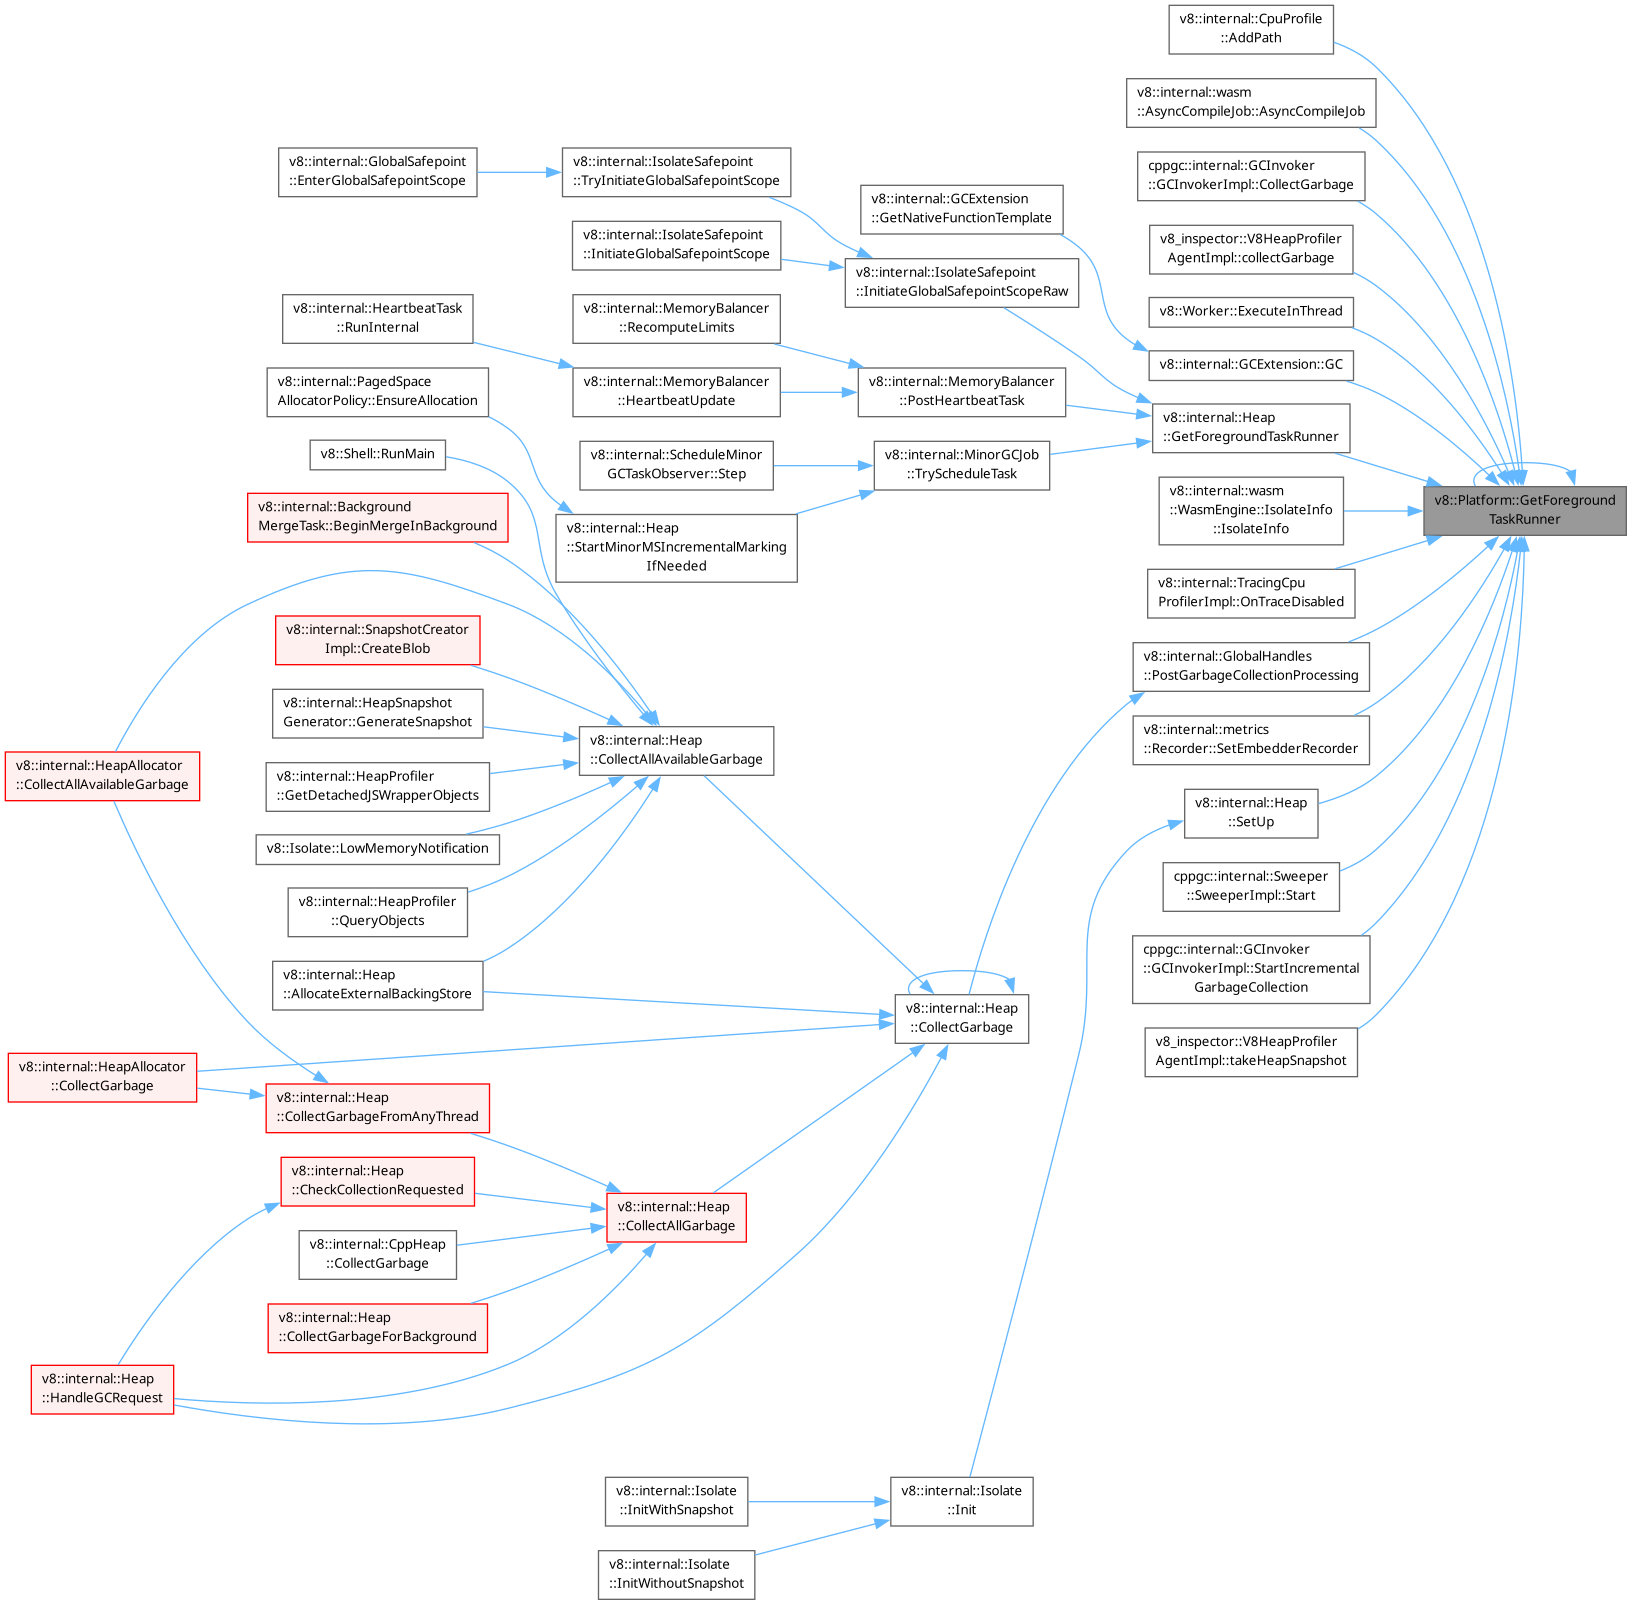 v8::internal::CpuProfile
::AddPath
v8::internal::wasm
::AsyncCompileJob::AsyncCompileJob
cppgc::internal::GCInvoker
::GCInvokerImpl::CollectGarbage
v8_inspector::V8HeapProfiler
AgentImpl::collectGarbage
v8::Worker::ExecuteInThread
v8::internal::GCExtension::GC
v8::internal::Heap
::GetForegroundTaskRunner
v8::internal::wasm
::WasmEngine::IsolateInfo
::IsolateInfo
v8::internal::TracingCpu
ProfilerImpl::OnTraceDisabled
v8::internal::GlobalHandles
::PostGarbageCollectionProcessing
v8::internal::metrics
::Recorder::SetEmbedderRecorder
v8::internal::Heap
::SetUp
cppgc::internal::Sweeper
::SweeperImpl::Start
cppgc::internal::GCInvoker
::GCInvokerImpl::StartIncremental
GarbageCollection
v8_inspector::V8HeapProfiler
AgentImpl::takeHeapSnapshot
v8::Platform::GetForeground
TaskRunner
v8::internal::GCExtension
::GetNativeFunctionTemplate
v8::internal::IsolateSafepoint
::InitiateGlobalSafepointScopeRaw
v8::internal::MemoryBalancer
::PostHeartbeatTask
v8::internal::MinorGCJob
::TryScheduleTask
v8::internal::Heap
::CollectGarbage
v8::internal::Isolate
::Init
v8::internal::IsolateSafepoint
::TryInitiateGlobalSafepointScope
v8::internal::IsolateSafepoint
::InitiateGlobalSafepointScope
v8::internal::MemoryBalancer
::RecomputeLimits
v8::internal::MemoryBalancer
::HeartbeatUpdate
v8::internal::ScheduleMinor
GCTaskObserver::Step
v8::internal::Heap
::StartMinorMSIncrementalMarking
IfNeeded
v8::internal::Heap
::CollectAllAvailableGarbage
v8::internal::Heap
::CollectAllGarbage
v8::internal::Isolate
::InitWithSnapshot
v8::internal::Isolate
::InitWithoutSnapshot
v8::internal::GlobalSafepoint
::EnterGlobalSafepointScope
v8::internal::HeartbeatTask
::RunInternal
v8::internal::PagedSpace
AllocatorPolicy::EnsureAllocation
v8::Shell::RunMain
v8::internal::Background
MergeTask::BeginMergeInBackground
v8::internal::SnapshotCreator
Impl::CreateBlob
v8::internal::HeapSnapshot
Generator::GenerateSnapshot
v8::internal::HeapProfiler
::GetDetachedJSWrapperObjects
v8::Isolate::LowMemoryNotification
v8::internal::HeapProfiler
::QueryObjects
v8::internal::Heap
::AllocateExternalBackingStore
v8::internal::Heap
::CollectGarbageFromAnyThread
v8::internal::Heap
::CheckCollectionRequested
v8::internal::CppHeap
::CollectGarbage
v8::internal::Heap
::CollectGarbageForBackground
v8::internal::HeapAllocator
::CollectAllAvailableGarbage
v8::internal::HeapAllocator
::CollectGarbage
v8::internal::Heap
::HandleGCRequest